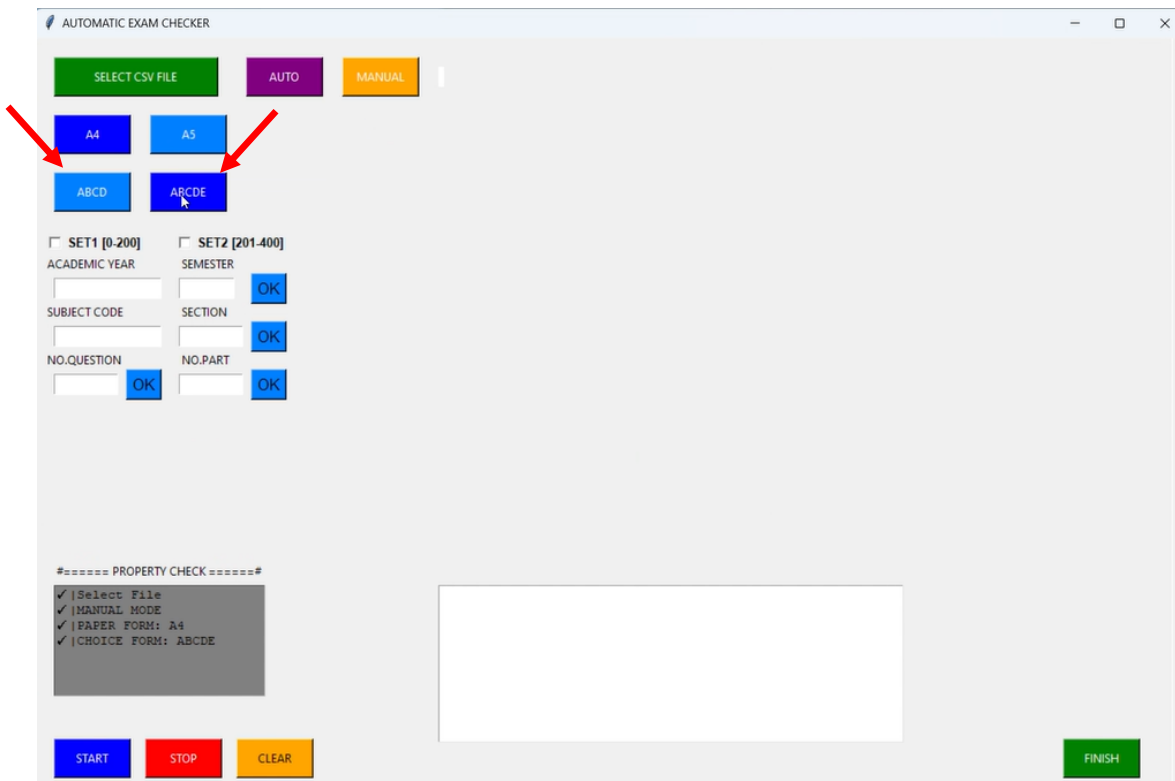 AUTOMATIC EXAM CHECKER
SELECT CSV FILE AUTO MANUAL
A4 A5
ABCD ABCDE
SET1 [0-200] SET2 [201-400]
ACADEMIC YEAR SEMESTER
OK
SUBJECT CODE SECTION
OK
NO.QUESTION NO.PART
OK OK
#====== PROPERTY CHECK ======#
✓|Select File
✓|MANUAL MODE
✓|PAPER FORM: A4
✓|CHOICE FORM: ABCDE
START STOP CLEAR FINISH